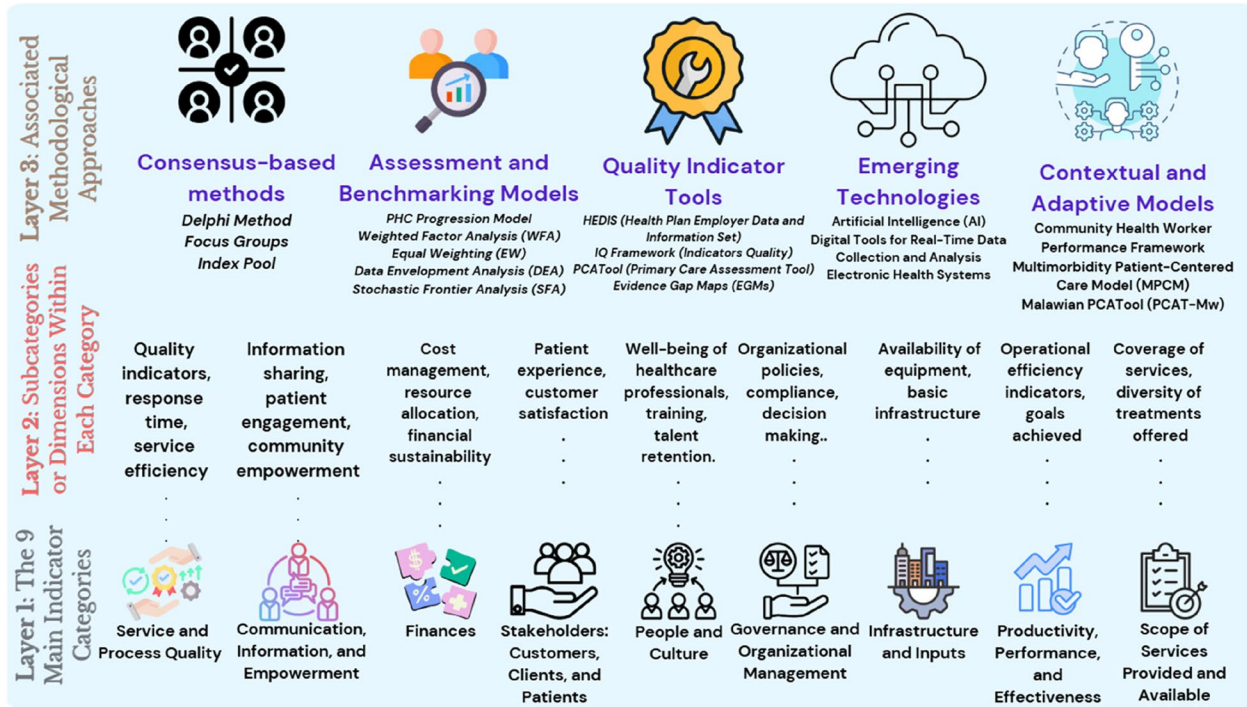 Layer 3: Associated
Methodological
Approaches
Consensus-based
methods
Delphi Method
Focus Groups
Index Pool
Assessment and
Benchmarking Models
PHC Progression Model
Weighted Factor Analysis (WFA)
Equal Weighting (EW)
Data Envelopment Analysis (DEA)
Stochastic Frontier Analysis (SFA)
Quality Indicator
Tools
HEDIS (Health Plan Employer Data and
Information Set)
IQ Framework (Indicators Quality)
PCATool (Primary Care Assessment Tool)
Evidence Gap Maps (EGMs)
Emerging
Technologies
Artificial Intelligence (AI)
Digital Tools for Real-Time Data
Collection and Analysis
Electronic Health Systems
Contextual and
Adaptive Models
Community Health Worker
Performance Framework
Multimorbidity Patient-Centered
Care Model (MPCM)
Malawian PCATool (PCAT-Mw)
Layer 2: Subcategories
or Dimensions Within
Each Category
Quality
indicators,
response
time,
service
efficiency
Information
sharing,
patient
engagement,
community
empowerment
Cost
management,
resource
allocation,
financial
sustainability
Patient
experience,
customer
satisfaction
Well-being of
healthcare
professionals,
training,
talent
retention.
Organizational
policies,
compliance,
decision
making..
Availability of
equipment,
basic
infrastructure
Operational
efficiency
indicators,
goals
achieved
Coverage of
services,
diversity of
treatments
offered
Layer 1: The 9
Main Indicator
Categories
Service and
Process Quality
Communication,
Information, and
Empowerment
Finances
Stakeholders:
Customers,
Clients, and
Patients
People and
Culture
Governance and
Organizational
Management
Infrastructure
and Inputs
Productivity,
Performance,
and
Effectiveness
Scope of
Services
Provided and
Available